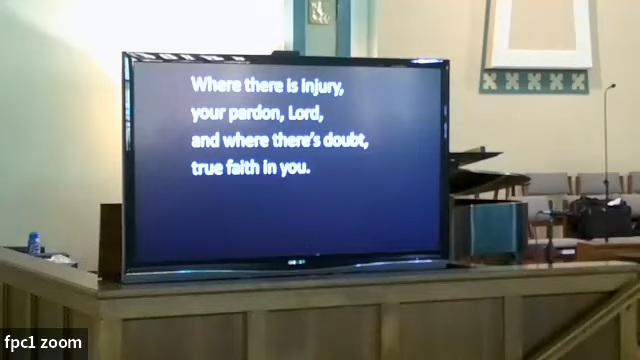 Where there is injury,
your pardon, Lord,
and where there's doubt,
true faith in you.
fpc1 zoom